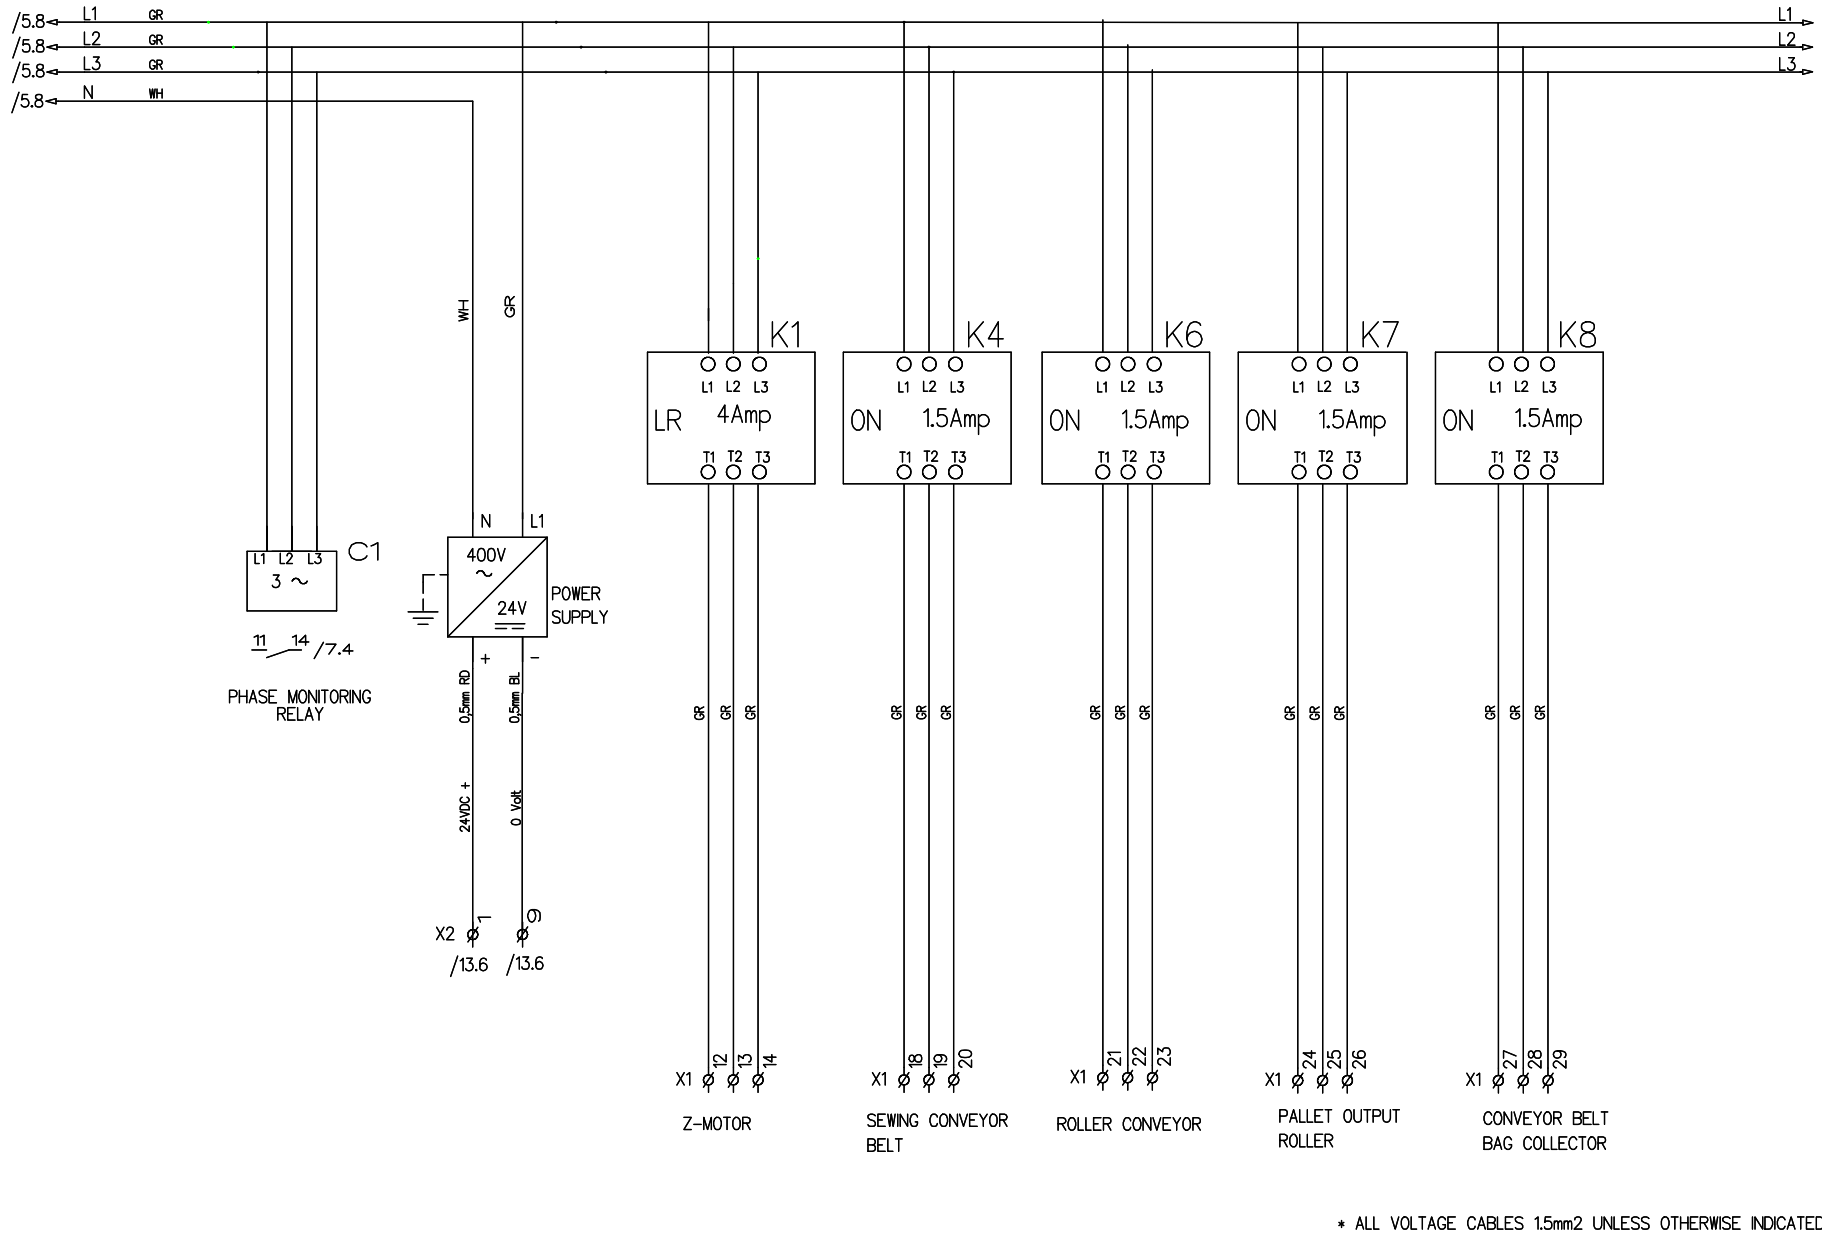 /5.8 L1 GR L1
/5.8 L2 GR L2
/5.8 L3 GR L3
/5.8 N WH
WH
GR
K1
L1 L2 L3
LR 4Amp
T1 T2 T3
K4
L1 L2 L3
ON 1.5Amp
T1 T2 T3
K6
L1 L2 L3
ON 1.5Amp
T1 T2 T3
K7
L1 L2 L3
ON 1.5Amp
T1 T2 T3
K8
L1 L2 L3
ON 1.5Amp
T1 T2 T3
C1
L1 L2 L3
3 ~
11 14 /7.4
PHASE MONITORING
RELAY
N L1
400V
~
24V
POWER
SUPPLY
+ -
0,5mm RD
0,5mm BL
24VDC +
0 Volt
X2 1 9
/13.6 /13.6
GR GR GR
GR GR GR
GR GR GR
GR GR GR
GR GR GR
X1 12 13 14
Z-MOTOR
X1 18 19 20
SEWING CONVEYOR
BELT
X1 21 22 23
ROLLER CONVEYOR
X1 24 25 26
PALLET OUTPUT
ROLLER
X1 27 28 29
CONVEYOR BELT
BAG COLLECTOR
* ALL VOLTAGE CABLES 1.5mm2 UNLESS OTHERWISE INDICATED